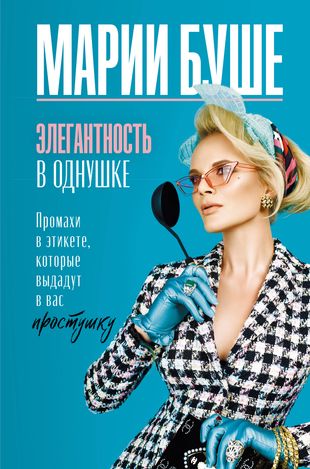 МАРИИ БУШЕ
ЭЛЕГАНТНОСТЬ
В ОДНУШКЕ
Промахи
в этикете,
которые
выдадут
в вас
простушку